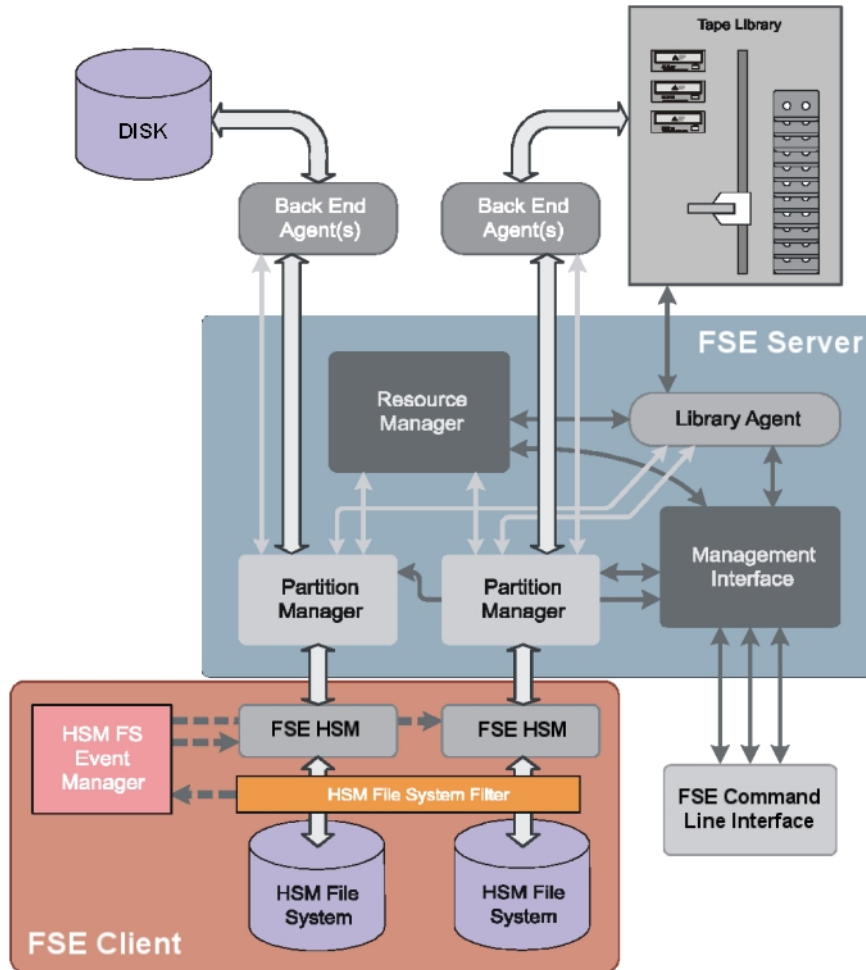 Tape Library
DISK
Back End
Agent(s)
Back End
Agent(s)
FSE Server
Resource
Manager
Library Agent
Management
Interface
Partition
Manager
Partition
Manager
HSM FS
Event
Manager
FSE HSM
FSE HSM
HSM File System Filter
FSE Command
Line Interface
HSM File
System
HSM File
System
FSE Client